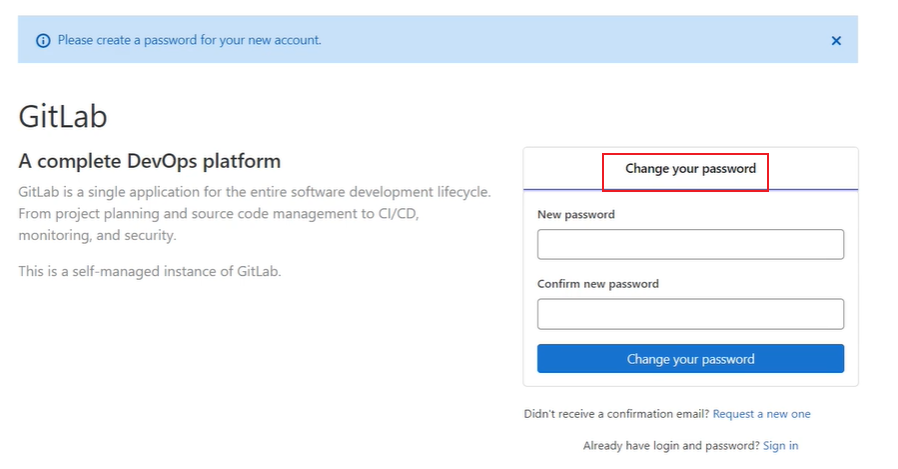 Please create a password for your new account.
GitLab
A complete DevOps platform
GitLab is a single application for the entire software development lifecycle.
From project planning and source code management to CI/CD,
monitoring, and security.
This is a self-managed instance of GitLab.
Change your password
New password
Confirm new password
Change your password
Didn't receive a confirmation email? Request a new one
Already have login and password? Sign in